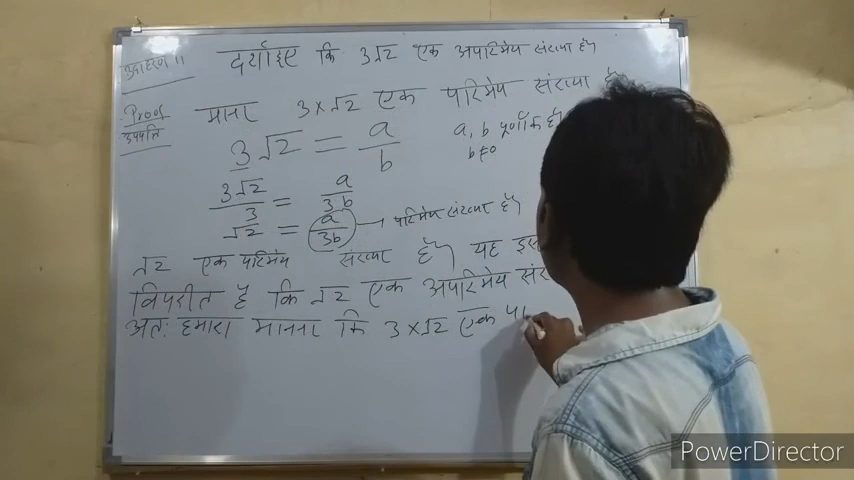 उदाहरण 11 दर्शाइए कि 3√2 एक अपरिमेय संख्या है।
Proof माना 3×√2 एक परिमेय संख्या है
उपपत्ति
3√2 = a/b a, b पूर्णांक है।
b≠0
3√2/3 = a/3b
√2 = a/3b → परिमेय संख्या है।
√2 एक परिमेय संख्या है। यह इस
विपरीत है कि √2 एक अपरिमेय
अतः हमारा मानना कि 3×√2 एक
PowerDirector